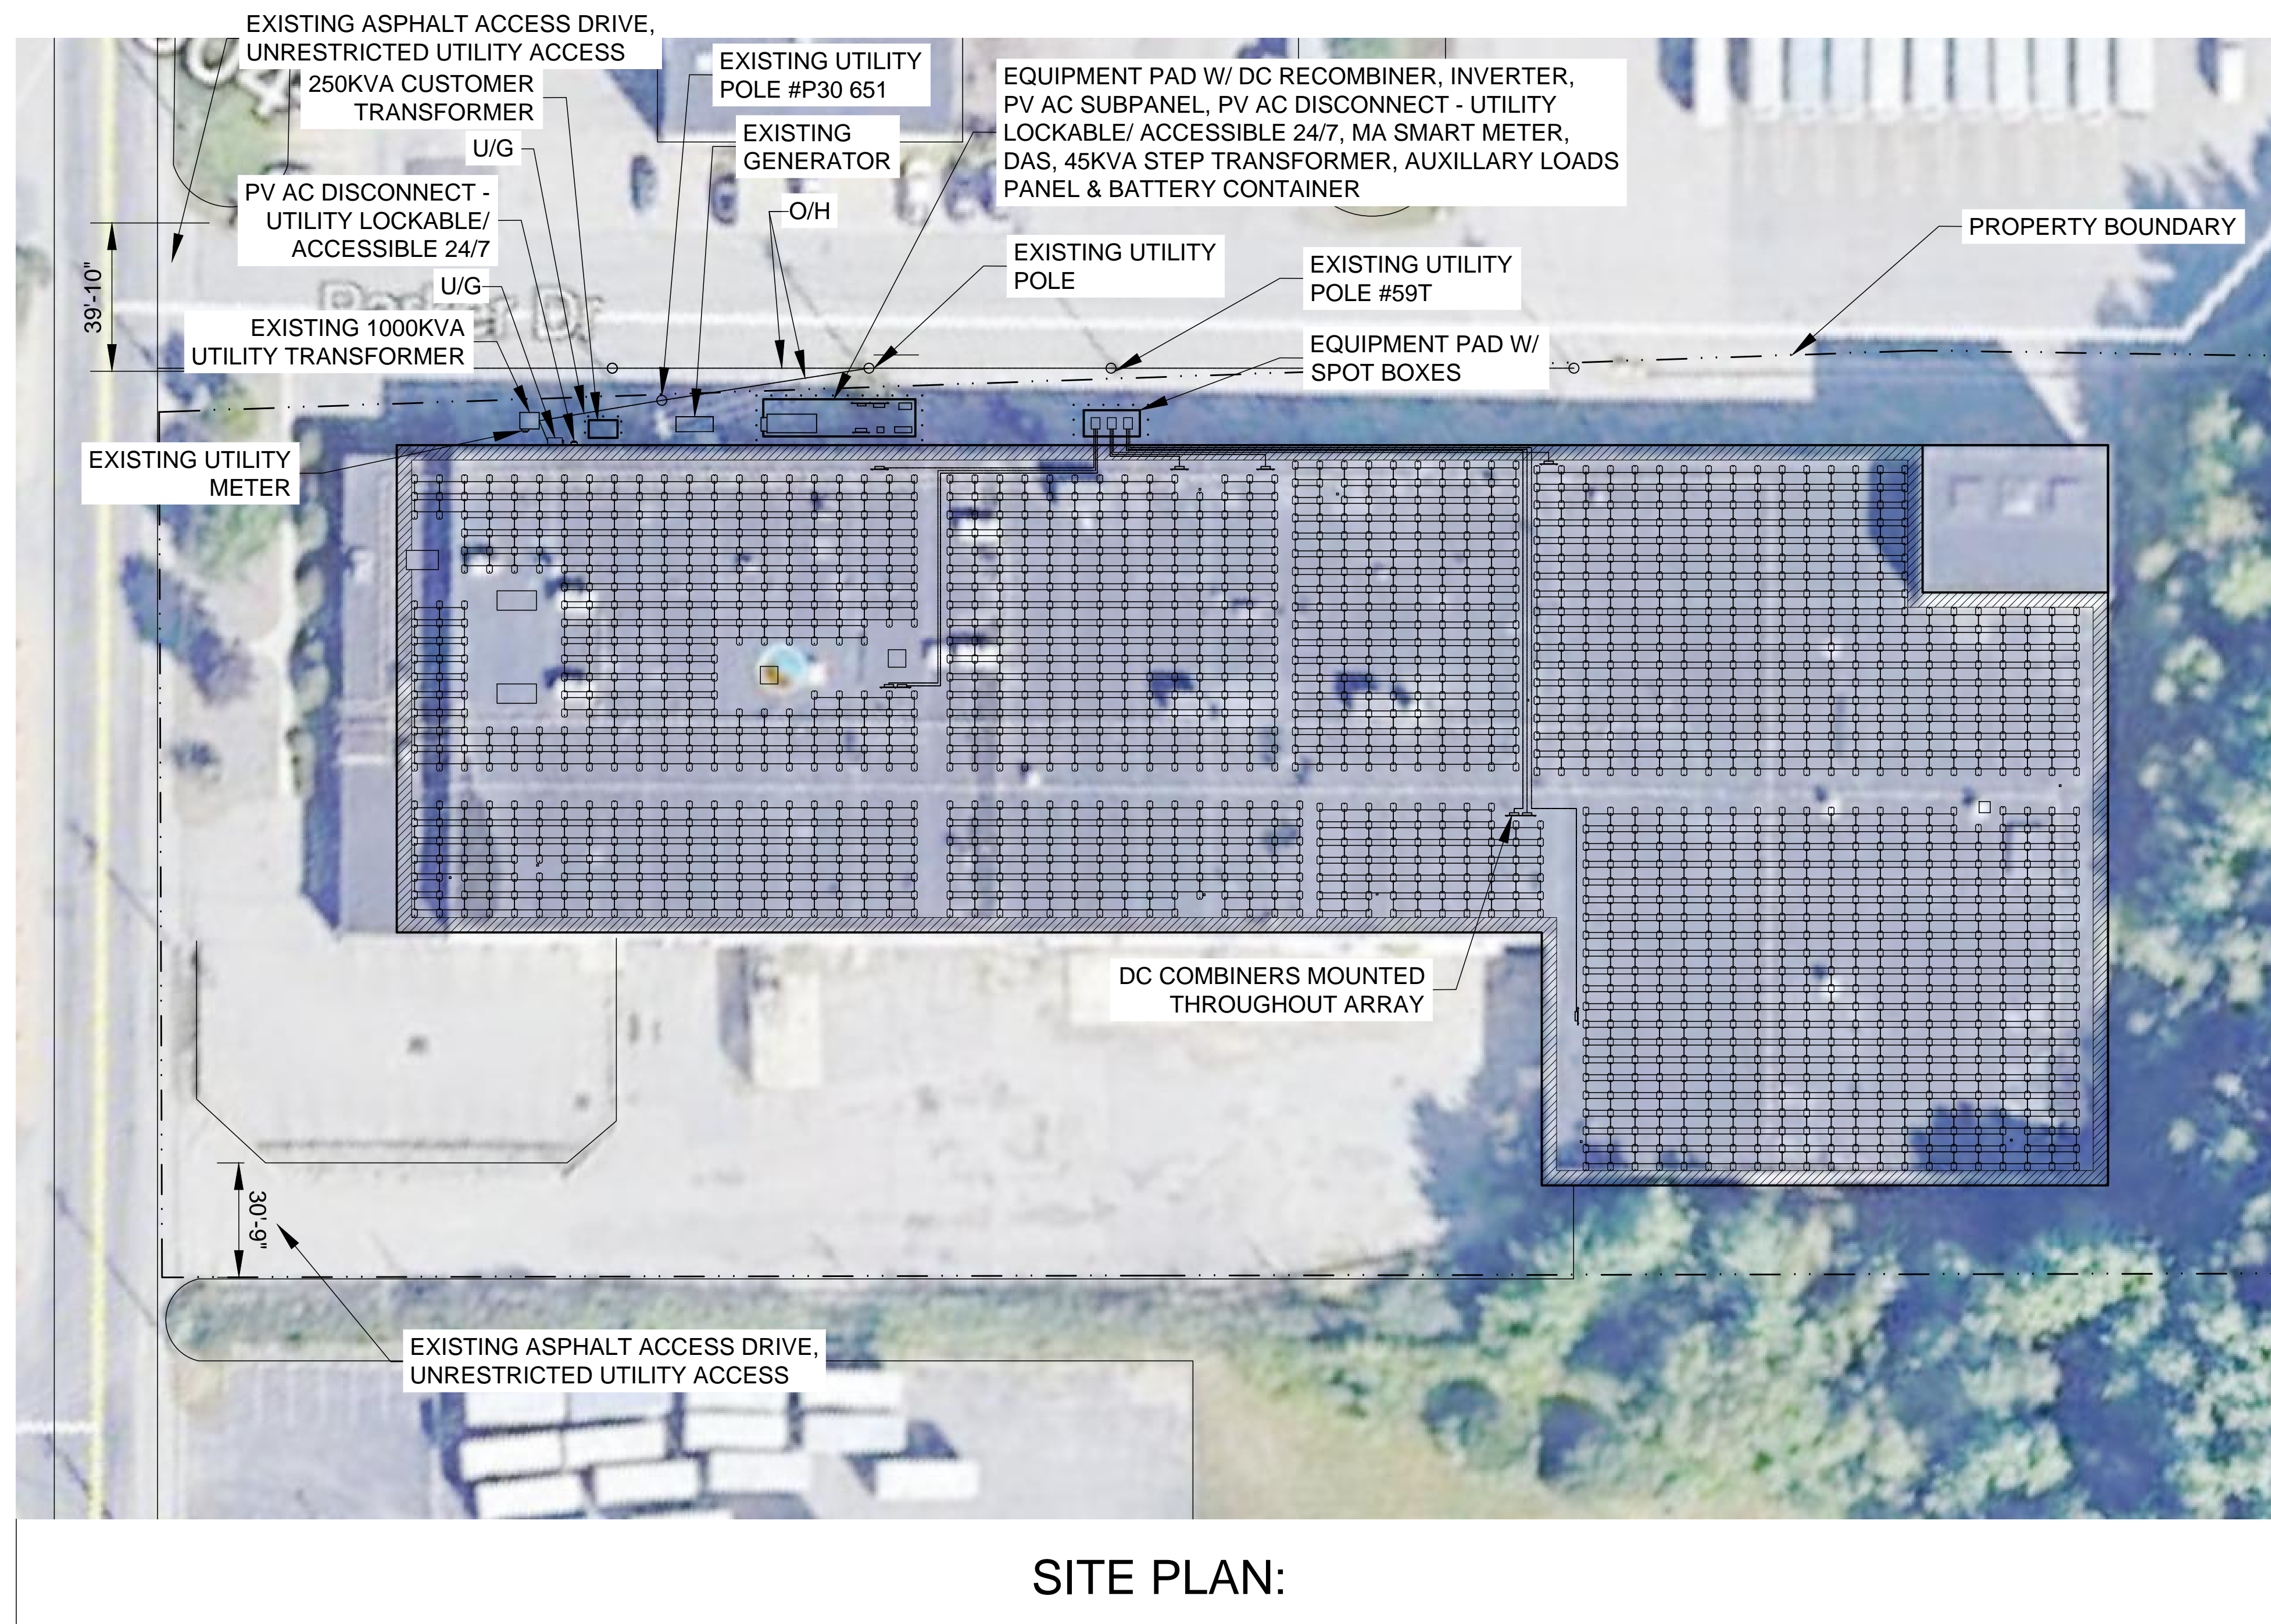 EXISTING ASPHALT ACCESS DRIVE,
UNRESTRICTED UTILITY ACCESS
250KVA CUSTOMER
TRANSFORMER
U/G
PV AC DISCONNECT -
UTILITY LOCKABLE/
ACCESSIBLE 24/7
U/G
EXISTING 1000KVA
UTILITY TRANSFORMER
39'-10"
EXISTING UTILITY
POLE #P30 651
EXISTING
GENERATOR
O/H
EQUIPMENT PAD W/ DC RECOMBINER, INVERTER,
PV AC SUBPANEL, PV AC DISCONNECT - UTILITY
LOCKABLE/ ACCESSIBLE 24/7, MA SMART METER,
DAS, 45KVA STEP TRANSFORMER, AUXILLARY LOADS
PANEL & BATTERY CONTAINER
EXISTING UTILITY
POLE
EXISTING UTILITY
POLE #59T
EQUIPMENT PAD W/
SPOT BOXES
PROPERTY BOUNDARY
EXISTING UTILITY
METER
DC COMBINERS MOUNTED
THROUGHOUT ARRAY
30'-9"
EXISTING ASPHALT ACCESS DRIVE,
UNRESTRICTED UTILITY ACCESS
SITE PLAN: